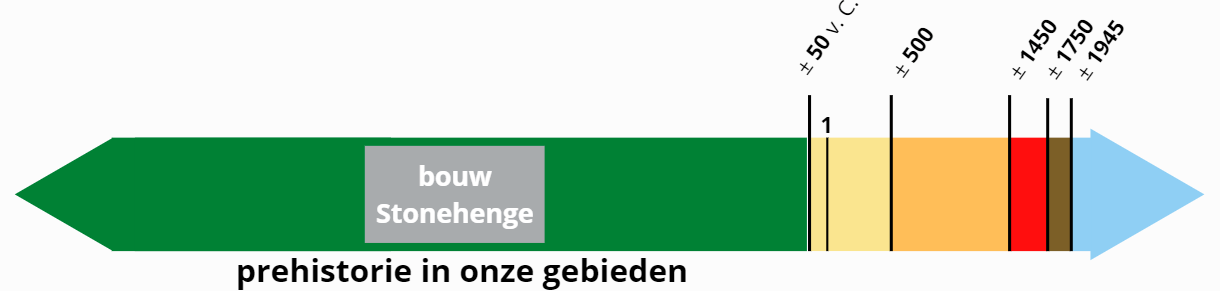 ± 50 v. C.
± 500
± 1450
± 1750
± 1945
1
bouw
Stonehenge
prehistorie in onze gebieden